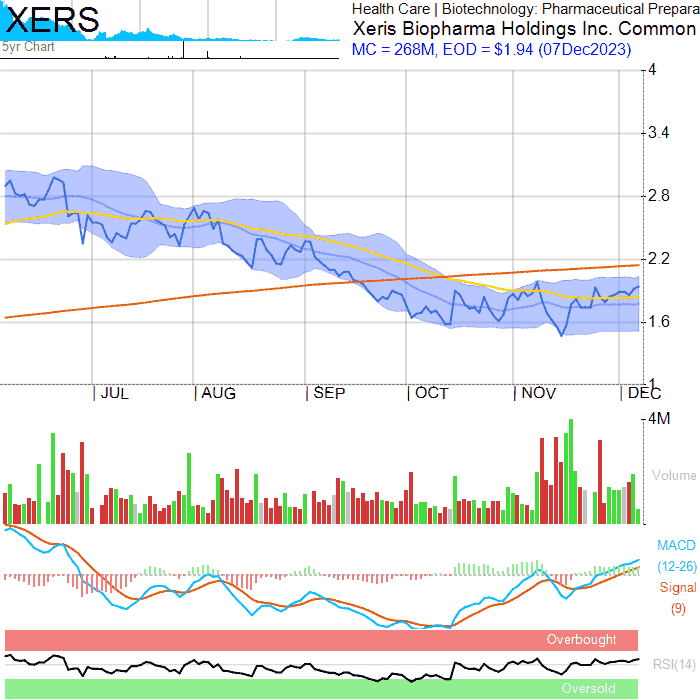 XERS
5yr Chart
Health Care | Biotechnology: Pharmaceutical Prepara
Xeris Biopharma Holdings Inc. Common
MC = 268M, EOD = $1.94 (07Dec2023)
4
3.4
2.8
2.2
1.6
1
JUL AUG SEP OCT NOV DEC
4M
Volume
MACD
(12-26)
Signal
(9)
Overbought
RSI(14)
Oversold